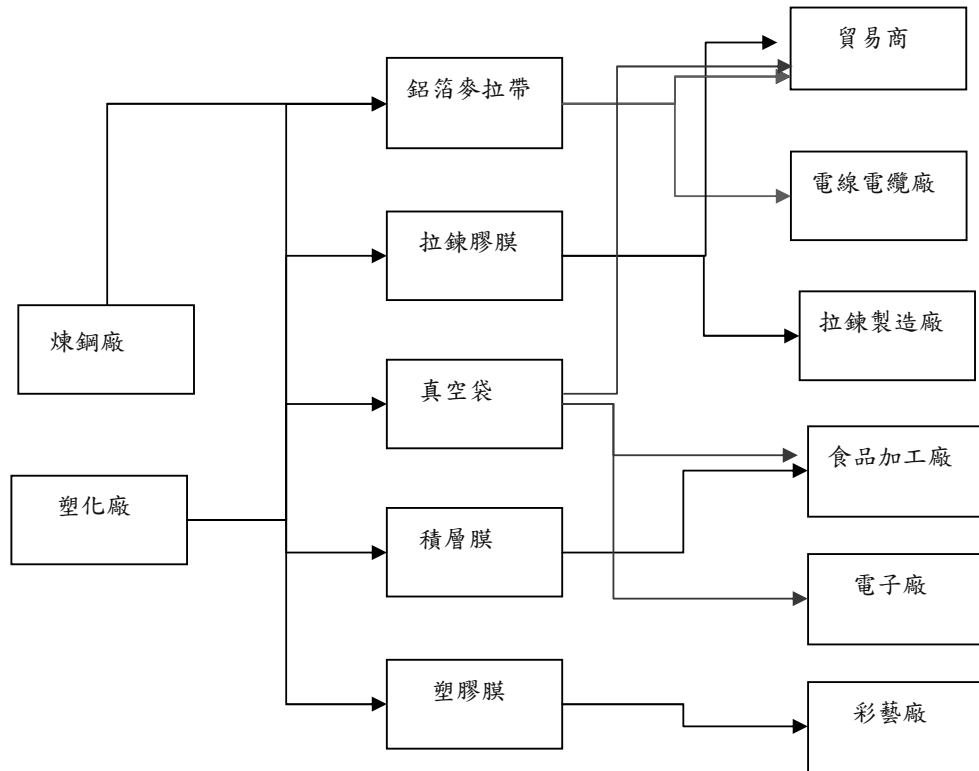 煉鋼廠
塑化廠
鋁箔麥拉帶
拉鍊膠膜
真空袋
積層膜
塑膠膜
貿易商
電線電纜廠
拉鍊製造廠
食品加工廠
電子廠
彩藝廠